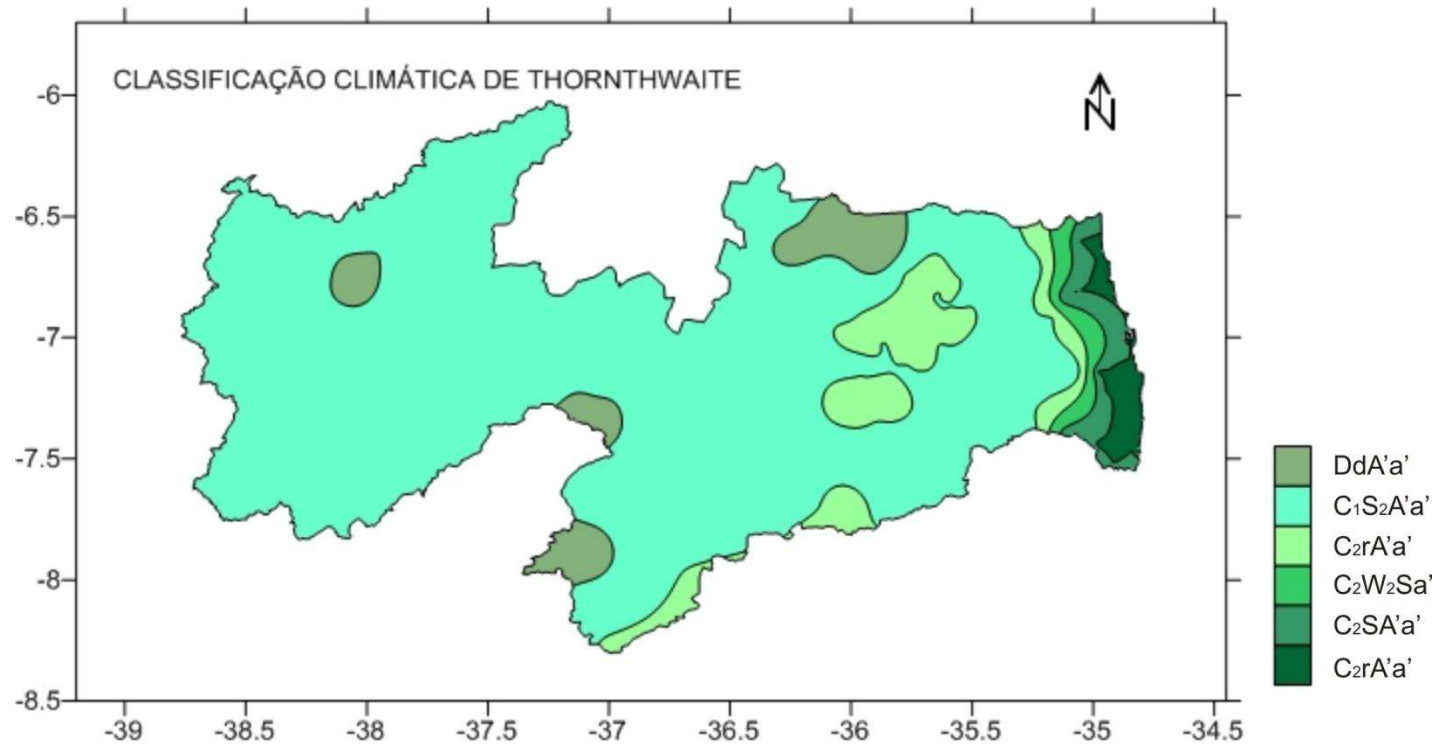 CLASSIFICAÇÃO CLIMÁTICA DE THORNTHWAITE
N
-6
-6.5
-7
-7.5
-8
-8.5
-39
-38.5
-38
-37.5
-37
-36.5
-36
-35.5
-35
-34.5
DdA’a’
C₁S₂A’a’
C₂rA’a’
C₂W₂Sa’
C₂SA’a’
C₂rA’a’